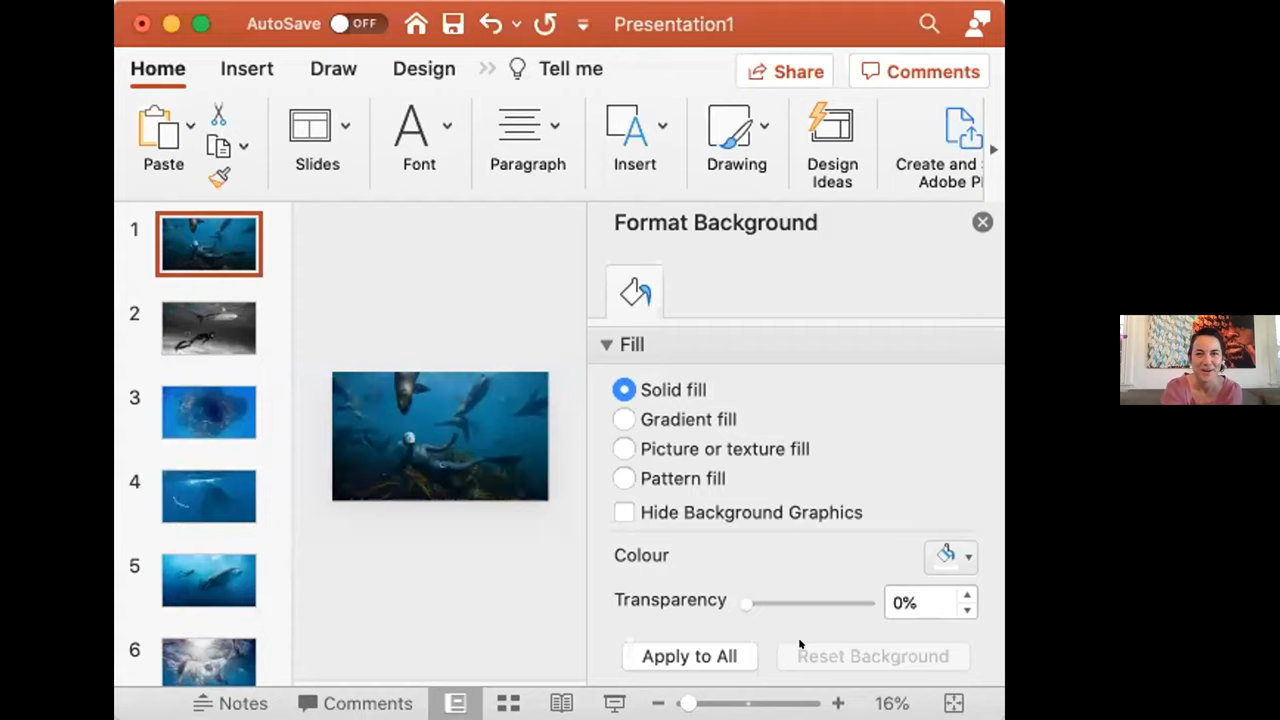 AutoSave OFF Presentation1
Home Insert Draw Design Tell me Share Comments
Paste Slides Font Paragraph Insert Drawing Design Ideas Create and
Adobe P
Format Background
1
2
3
4
5
6
Fill
Solid fill
Gradient fill
Picture or texture fill
Pattern fill
Hide Background Graphics
Colour
Transparency 0%
Apply to All Reset Background
Notes Comments 16%